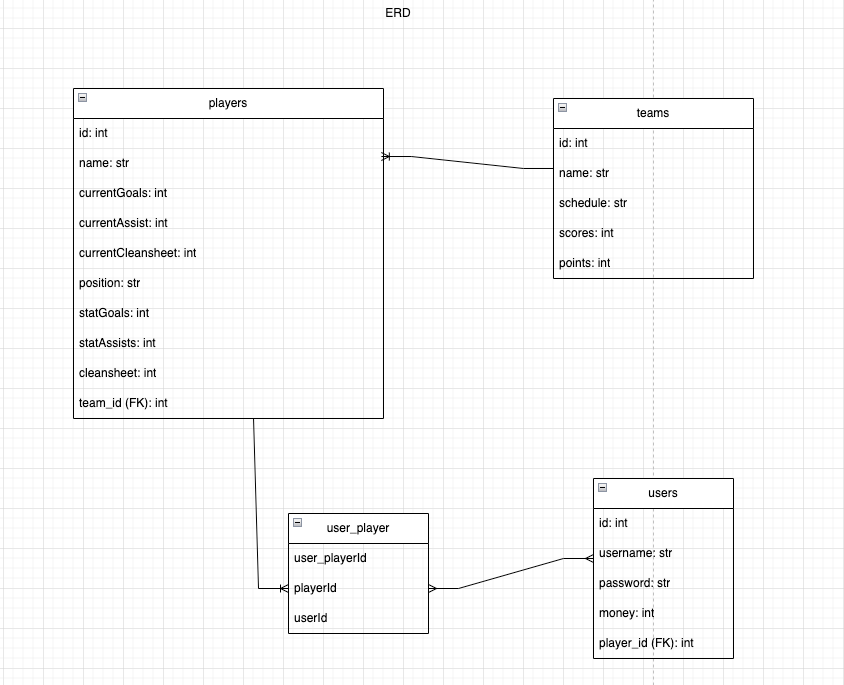 ERD
players
id: int
name: str
currentGoals: int
currentAssist: int
currentCleansheet: int
position: str
statGoals: int
statAssists: int
cleansheet: int
team_id (FK): int
teams
id: int
name: str
schedule: str
scores: int
points: int
user_player
user_playerId
playerId
userId
users
id: int
username: str
password: str
money: int
player_id (FK): int